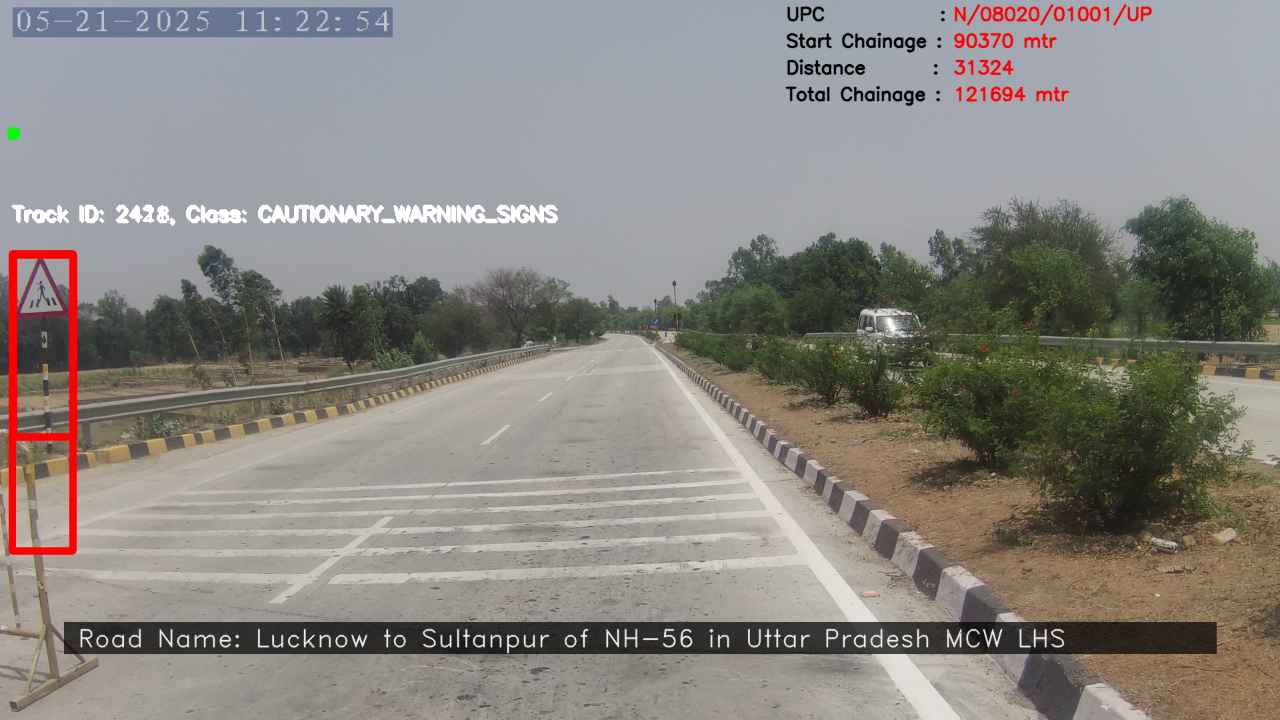 05-21-2025 11:22:54
UPC : N/08020/01001/UP
Start Chainage : 90370 mtr
Distance : 31324
Total Chainage : 121694 mtr
Track ID: 2428, Class: CAUTIONARY_WARNING_SIGNS
Road Name: Lucknow to Sultanpur of NH-56 in Uttar Pradesh MCW LHS